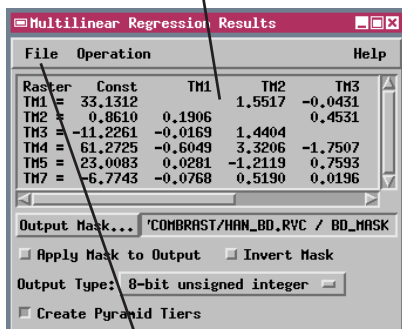 Multilinear Regression Results
File Operation Help
Raster Const TM1 TM2 TM3
TM1 = 33.1312 1.5517 -0.0431
TM2 = 0.8610 0.1906 0.4531
TM3 = -11.2261 -0.0169 1.4404
TM4 = 61.2725 -0.6049 3.3206 -1.7507
TM5 = 23.0083 0.0281 -1.2119 0.7593
TM7 = -6.7743 -0.0768 0.5190 0.0196
Output Mask... 'COMBRAST/HAN_BD.RVC / BD_MASK
Apply Mask to Output Invert Mask
Output Type: 8-bit unsigned integer
Create Pyramid Tiers